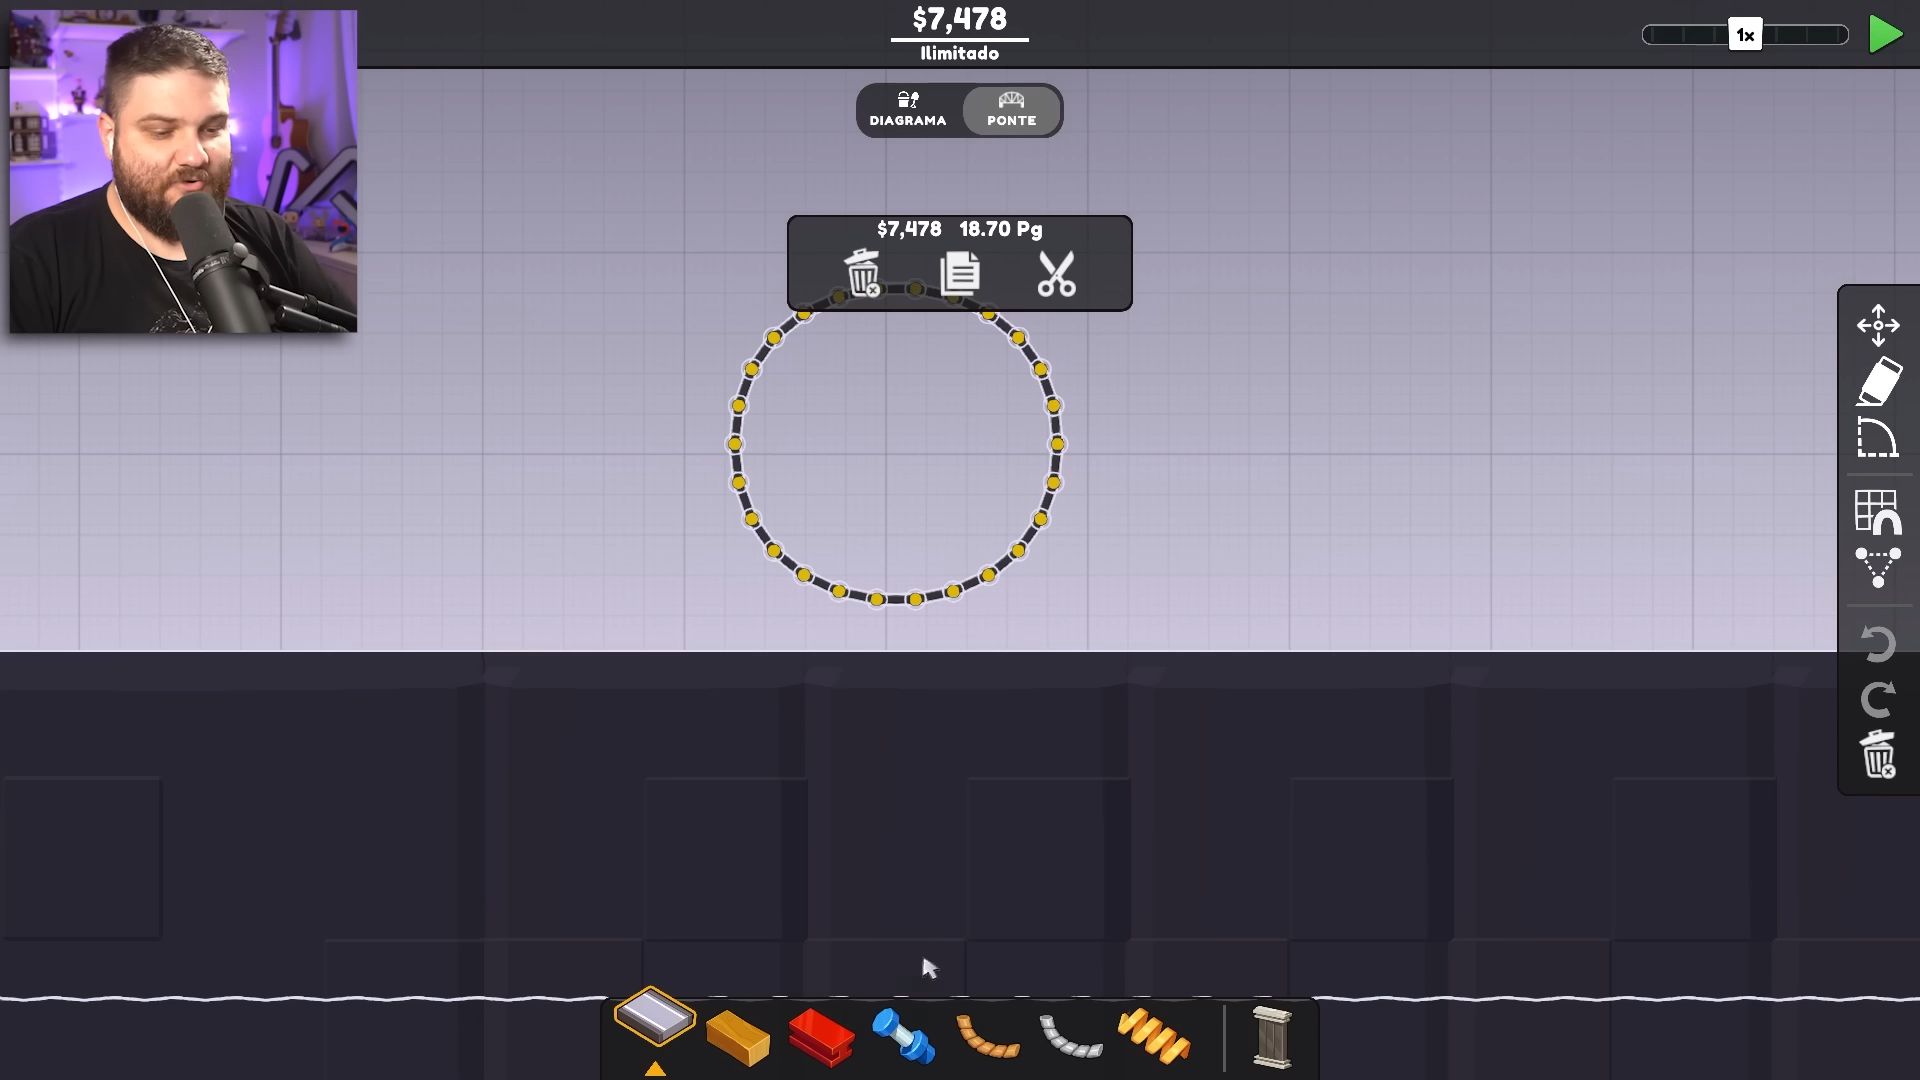 $7,478
Ilimitado
1x
DIAGRAMA
PONTE
$7,478 18.70 Pg